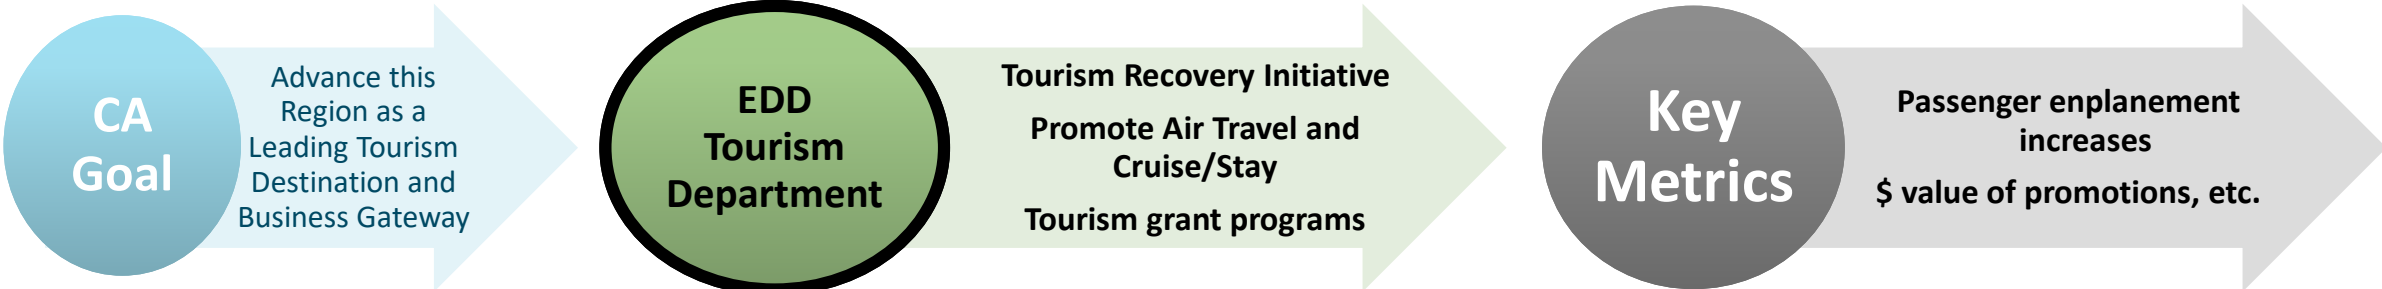 CA
Goal
Advance this
Region as a
Leading Tourism
Destination and
Business Gateway
EDD
Tourism
Department
Tourism Recovery Initiative
Promote Air Travel and
Cruise/Stay
Tourism grant programs
Key
Metrics
Passenger enplanement
increases
$ value of promotions, etc.